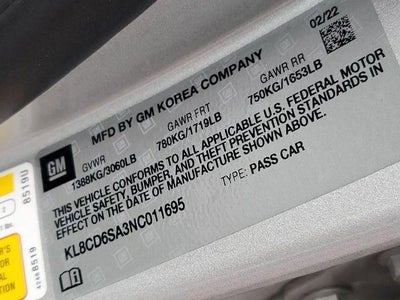 MFD BY GM KOREA COMPANY
02/22
GM
GVWR
GAWR FRT
GAWR RR
1388KG/3060LB
780KG/1719LB
750KG/1653LB
THIS VEHICLE CONFORMS TO ALL APPLICABLE U.S. FEDERAL MOTOR
VEHICLE SAFETY, BUMPER, AND THEFT PREVENTION STANDARDS IN
EFFECT ON THE DATE OF MANUFACTURE SHOWN ABOVE.
KL8CD6SA3NC011695
TYPE: PASS CAR
8519U
42488519